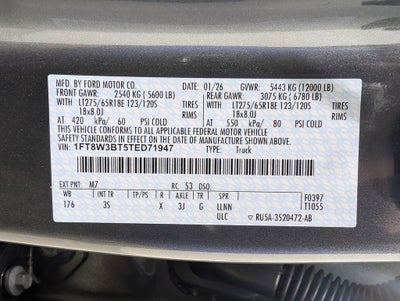 MFD. BY FORD MOTOR CO.
01/26 GVWR: 5443 KG (12000 LB)
FRONT GAWR: 2540 KG (5600 LB) REAR GAWR: 3075 KG (6780 LB)
WITH LT275/65R18E 123/120S TIRES WITH LT275/65R18E 123/120S TIRES
18x8.0J RIMS 18x8.0J RIMS
AT 420 kPa/ 60 PSI COLD AT 550 kPa/ 80 PSI COLD
THIS VEHICLE CONFORMS TO ALL APPLICABLE FEDERAL MOTOR VEHICLE
SAFETY STANDARDS IN EFFECT ON THE DATE OF MANUFACTURE SHOWN ABOVE.
VIN: 1FT8W3BT5TED71947 TYPE: Truck
EXT PNT: M7 RC: 53 DSO:
WB INT TR TP/PS R AXLE TR SPR F0397
176 3S X 3J G LLNN T1055
ULC RU5A-3520472-AB